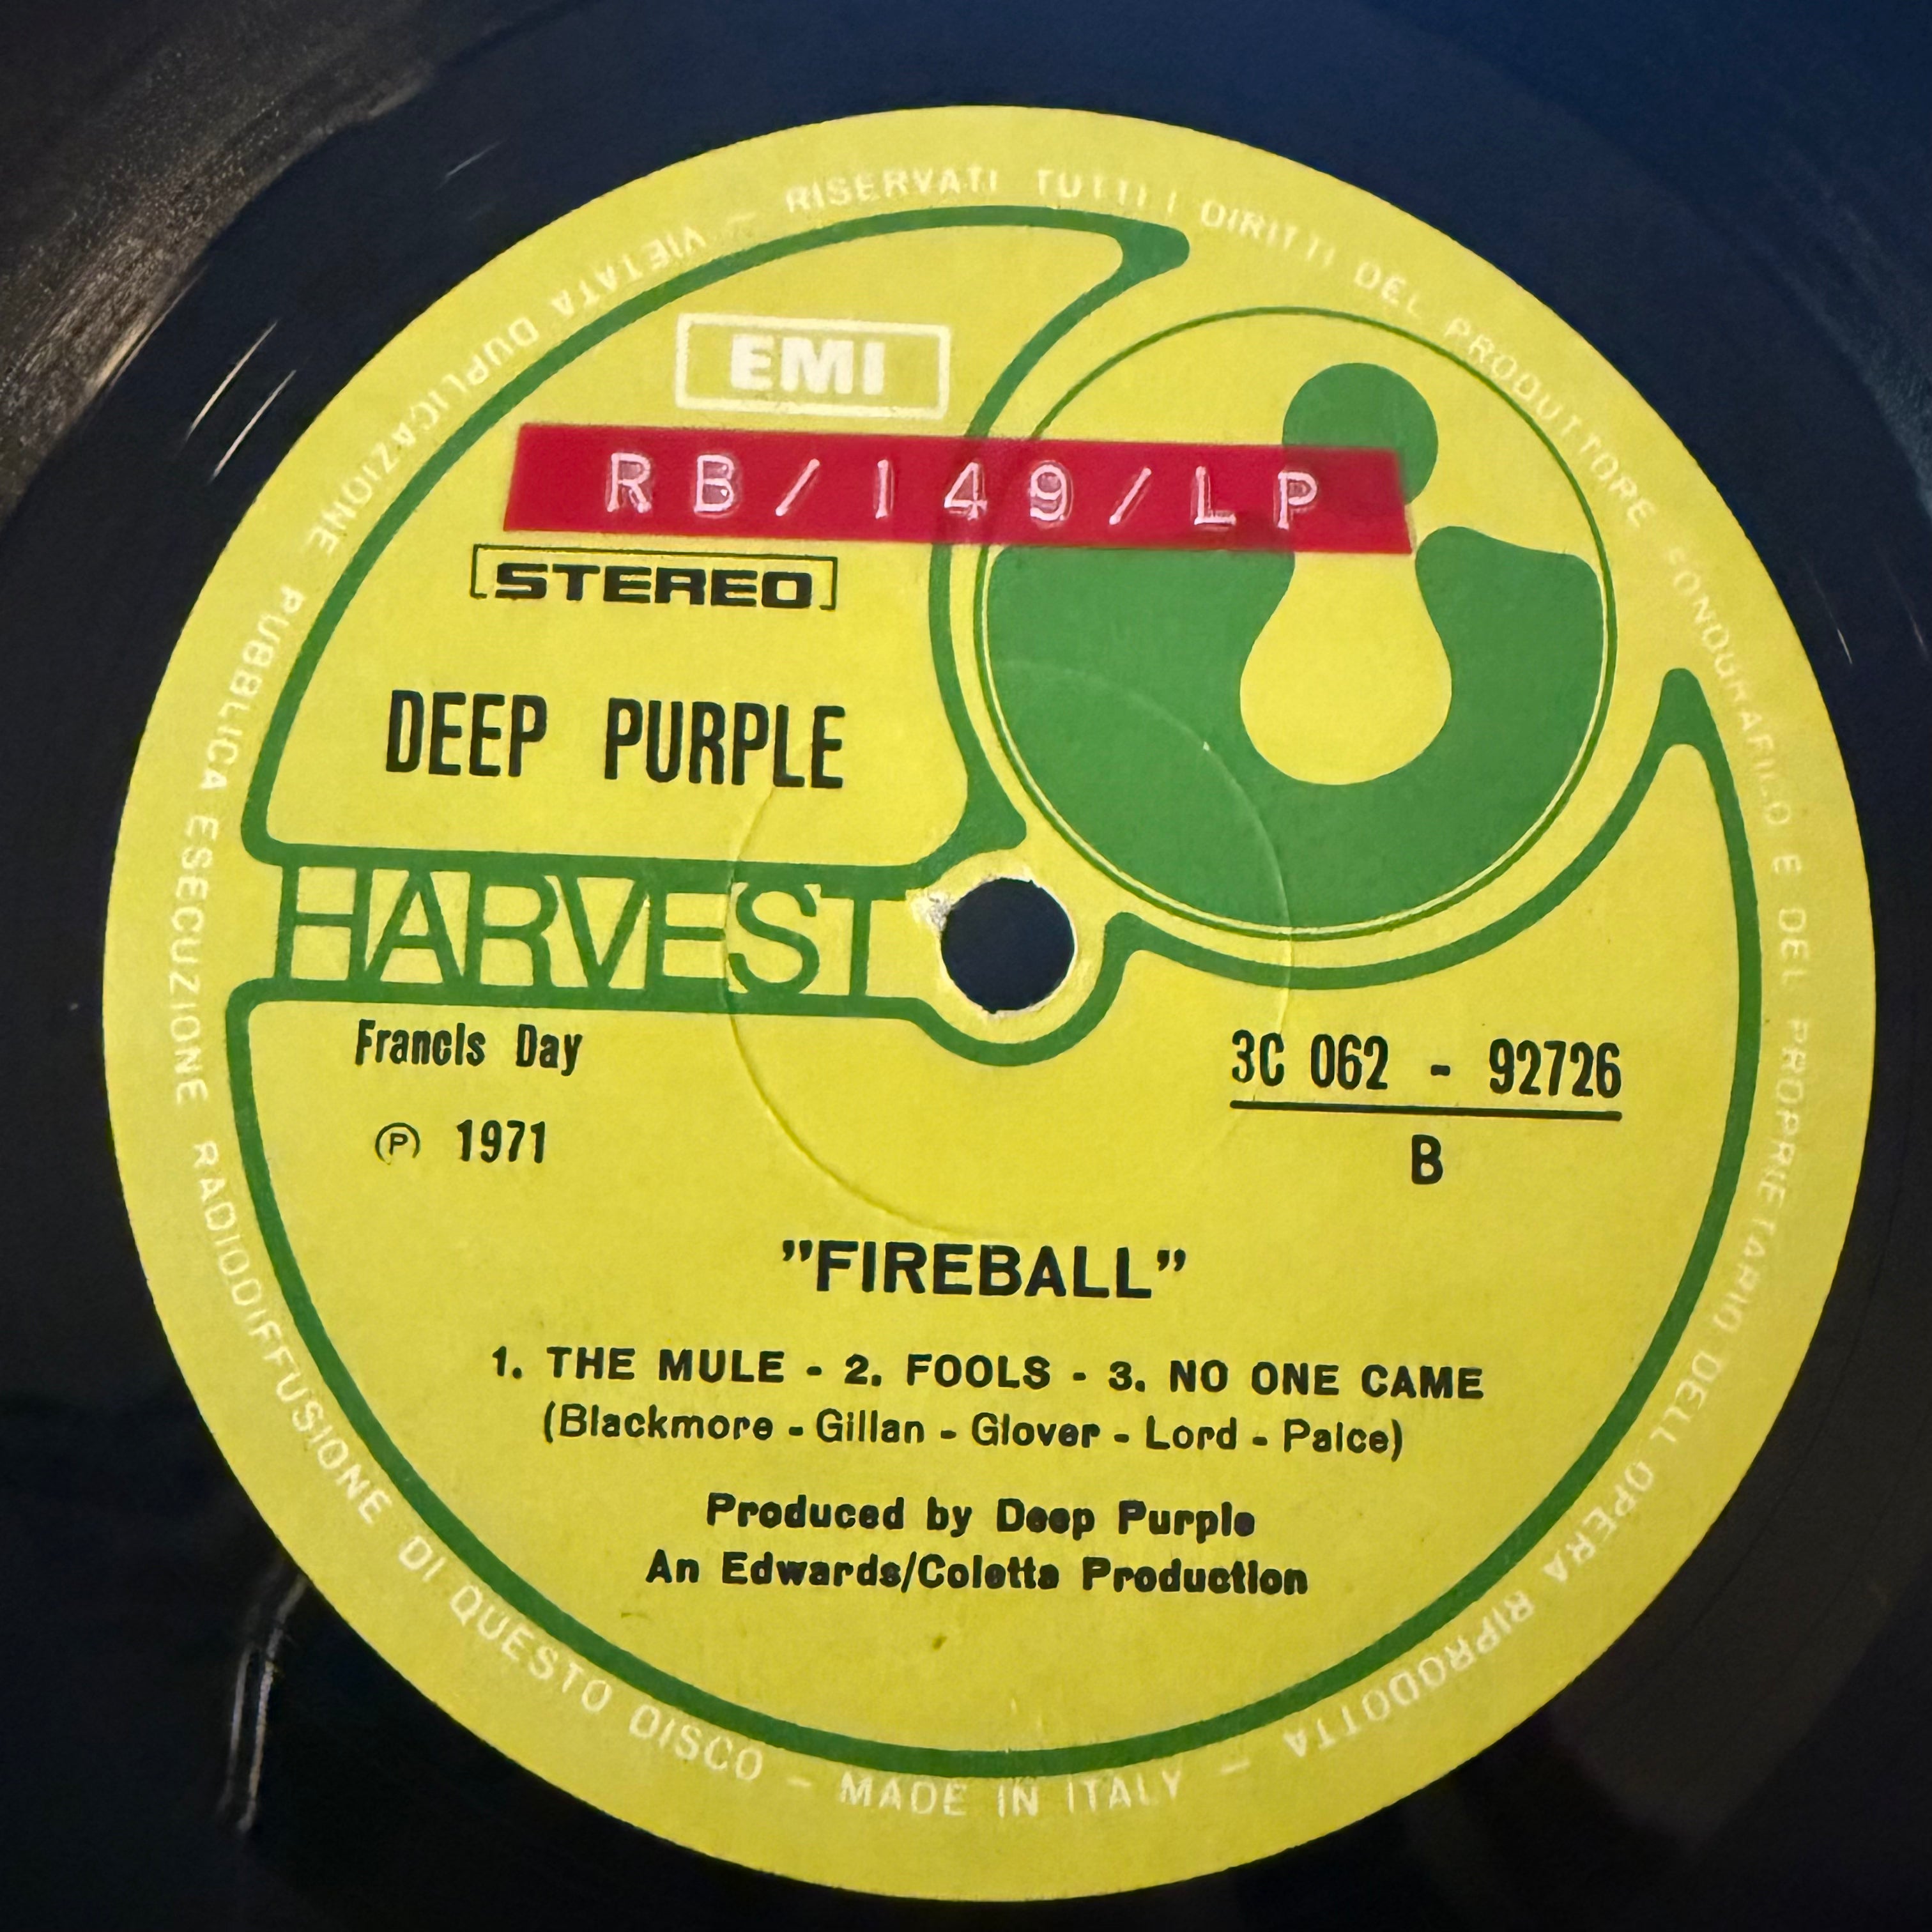 RISERVATI TUTTI I DIRITTI DEL PRODUTTORE FONOGRAFICO E DEL PROPRIETARIO DELL OPERA RIPRODOTTA - MADE IN ITALY - RADIODIFFUSIONE DI QUESTO DISCO
VIETATA DUPLICAZIONE PUBBLICA ESECUZIONE
EMI
RB/149/LP
STEREO
DEEP PURPLE
HARVEST
Francis Day
℗ 1971
3C 062 - 92726
B
"FIREBALL"
1. THE MULE - 2. FOOLS - 3. NO ONE CAME
(Blackmore - Gillan - Glover - Lord - Paice)
Produced by Deep Purple
An Edwards/Coletta Production